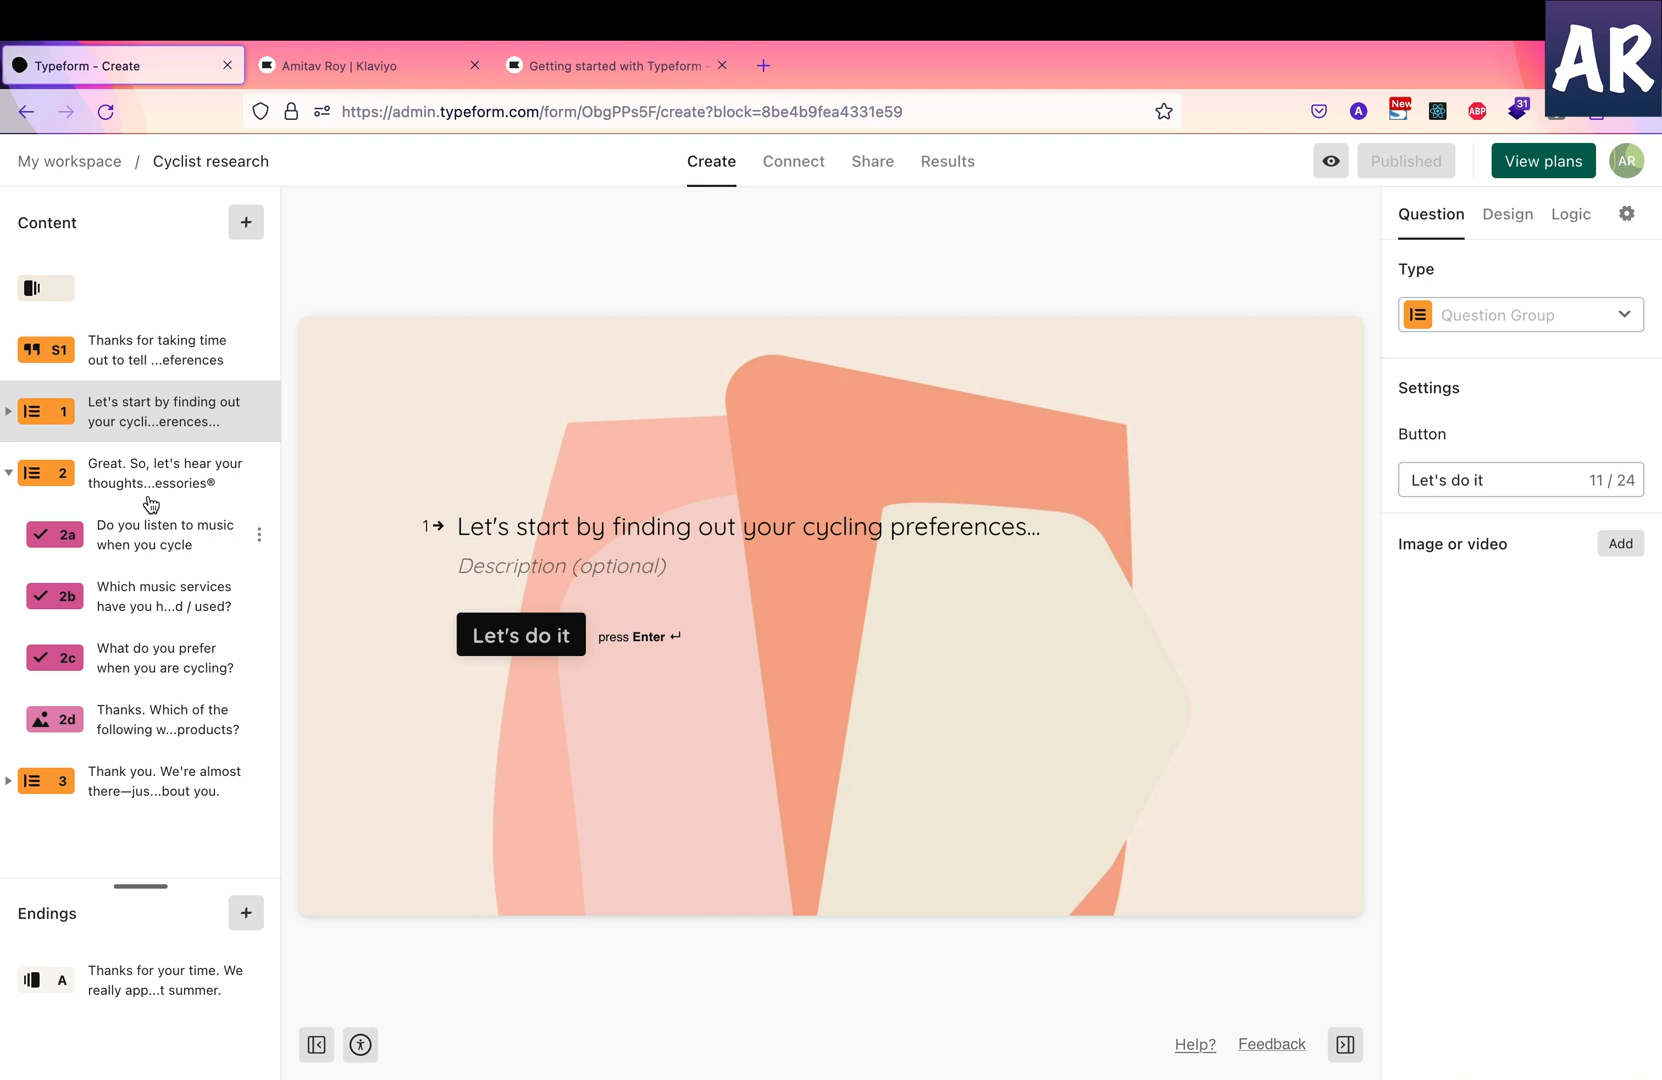 AR
Typeform - Create
Amitav Roy | Klaviyo
Getting started with Typeform -
https://admin.typeform.com/form/ObgPPs5F/create?block=8be4b9fea4331e59
A
New
S
ABP
31
My workspace / Cyclist research
Create
Connect
Share
Results
Published
View plans
AR
Content
+
S1
Thanks for taking time
out to tell ...eferences
1
Let's start by finding out
your cycli...erences...
2
Great. So, let's hear your
thoughts...essories®
2a
Do you listen to music
when you cycle
2b
Which music services
have you h...d / used?
2c
What do you prefer
when you are cycling?
2d
Thanks. Which of the
following w...products?
3
Thank you. We're almost
there—jus...bout you.
Endings
+
A
Thanks for your time. We
really app...t summer.
1→ Let's start by finding out your cycling preferences...
Description (optional)
Let's do it
press Enter ↵
Help?
Feedback
Question
Design
Logic
Type
Question Group
Settings
Button
Let's do it
11 / 24
Image or video
Add